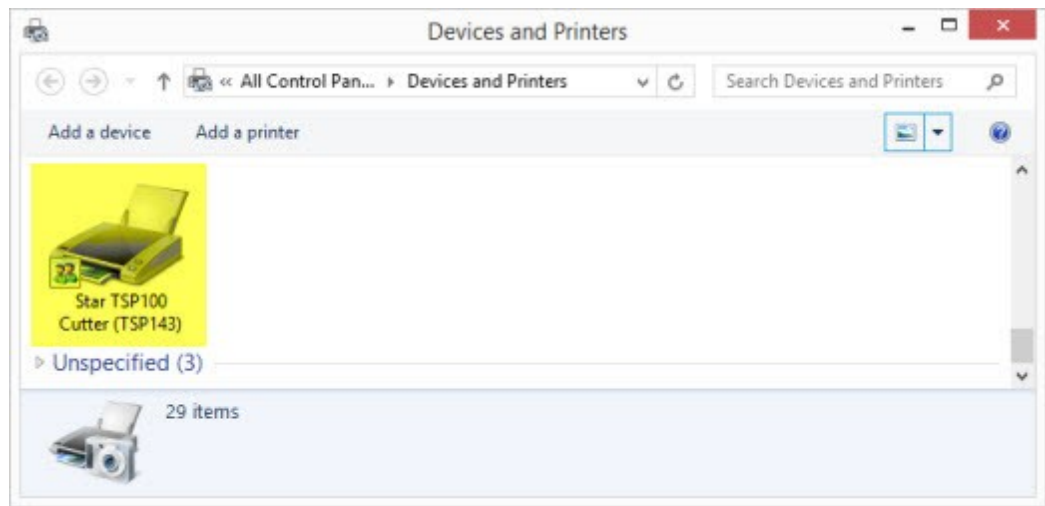 Devices and Printers
« All Control Pan... Devices and Printers Search Devices and Printers
Add a device Add a printer
Star TSP100
Cutter (TSP143)
Unspecified (3)
29 items